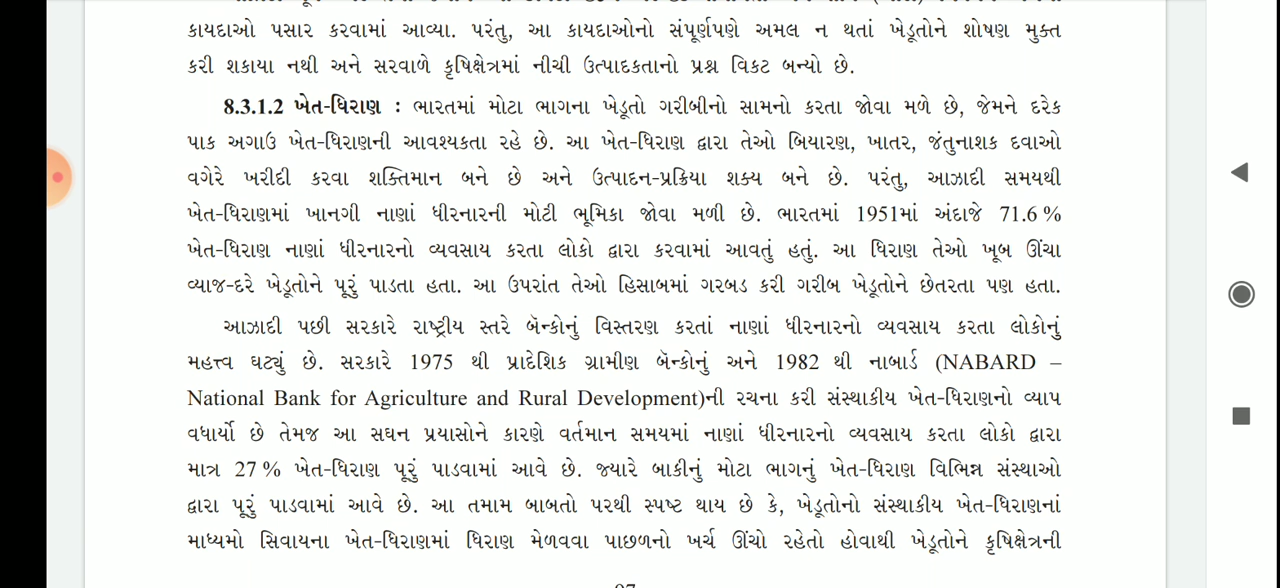 કાયદાઓ પસાર કરવામાં આવ્યા. પરંતુ, આ કાયદાઓનો સંપૂર્ણપણે અમલ ન થતાં ખેડૂતોને શોષણ મુક્ત
કરી શકાયા નથી અને સરવાળે કૃષિક્ષેત્રમાં નીચી ઉત્પાદકતાનો પ્રશ્ન વિકટ બન્યો છે.
8.3.1.2 ખેત-ધિરાણ : ભારતમાં મોટા ભાગના ખેડૂતો ગરીબીનો સામનો કરતા જોવા મળે છે, જેમને દરેક
પાક અગાઉ ખેત-ધિરાણની આવશ્યકતા રહે છે. આ ખેત-ધિરાણ દ્વારા તેઓ બિયારણ, ખાતર, જંતુનાશક દવાઓ
વગેરે ખરીદી કરવા શક્તિમાન બને છે અને ઉત્પાદન-પ્રક્રિયા શક્ય બને છે. પરંતુ, આઝાદી સમયથી
ખેત-ધિરાણમાં ખાનગી નાણાં ધીરનારની મોટી ભૂમિકા જોવા મળી છે. ભારતમાં 1951માં અંદાજે 71.6 %
ખેત-ધિરાણ નાણાં ધીરનારનો વ્યવસાય કરતા લોકો દ્વારા કરવામાં આવતું હતું. આ ધિરાણ તેઓ ખૂબ ઊંચા
વ્યાજ-દરે ખેડૂતોને પૂરું પાડતા હતા. આ ઉપરાંત તેઓ હિસાબમાં ગરબડ કરી ગરીબ ખેડૂતોને છેતરતા પણ હતા.
આઝાદી પછી સરકારે રાષ્ટ્રીય સ્તરે બૅન્કોનું વિસ્તરણ કરતાં નાણાં ધીરનારનો વ્યવસાય કરતા લોકોનું
મહત્ત્વ ઘટ્યું છે. સરકારે 1975 થી પ્રાદેશિક ગ્રામીણ બૅન્કોનું અને 1982 થી નાબાર્ડ (NABARD –
National Bank for Agriculture and Rural Development)ની રચના કરી સંસ્થાકીય ખેત-ધિરાણનો વ્યાપ
વધાર્યો છે તેમજ આ સઘન પ્રયાસોને કારણે વર્તમાન સમયમાં નાણાં ધીરનારનો વ્યવસાય કરતા લોકો દ્વારા
માત્ર 27 % ખેત-ધિરાણ પૂરું પાડવામાં આવે છે. જ્યારે બાકીનું મોટા ભાગનું ખેત-ધિરાણ વિભિન્ન સંસ્થાઓ
દ્વારા પૂરું પાડવામાં આવે છે. આ તમામ બાબતો પરથી સ્પષ્ટ થાય છે કે, ખેડૂતોનો સંસ્થાકીય ખેત-ધિરાણનાં
માધ્યમો સિવાયના ખેત-ધિરાણમાં ધિરાણ મેળવવા પાછળનો ખર્ચ ઊંચો રહેતો હોવાથી ખેડૂતોને કૃષિક્ષેત્રની